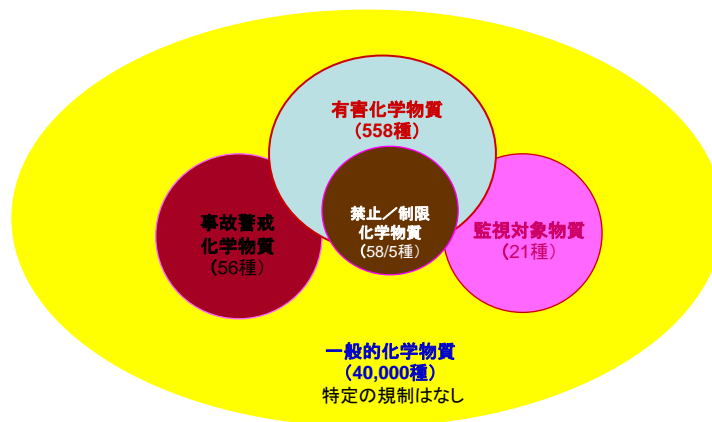 有害化学物質
（558種）
事故警戒
化学物質
（56種）
禁止／制限
化学物質
（58/5種）
監視対象物質
（21種）
一般的化学物質
（40,000種）
特定の規制はなし